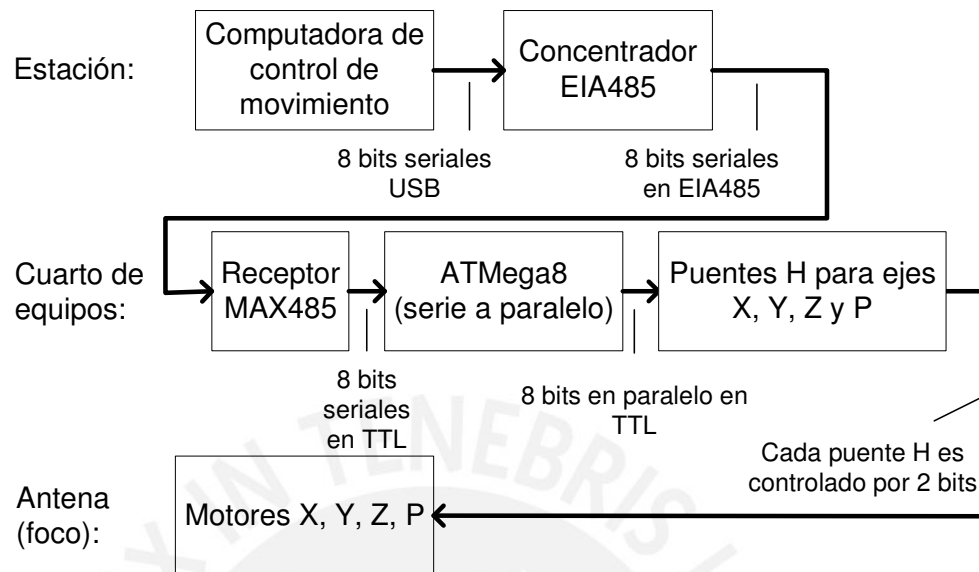 Estación:
Computadora de
control de
movimiento
Concentrador
EIA485
8 bits seriales
USB
8 bits seriales
en EIA485
Cuarto de
equipos:
Receptor
MAX485
ATMega8
(serie a paralelo)
Puentes H para ejes
X, Y, Z y P
8 bits
seriales
en TTL
8 bits en paralelo en
TTL
Cada puente H es
controlado por 2 bits
Antena
(foco):
Motores X, Y, Z, P
IN TENEBRIS